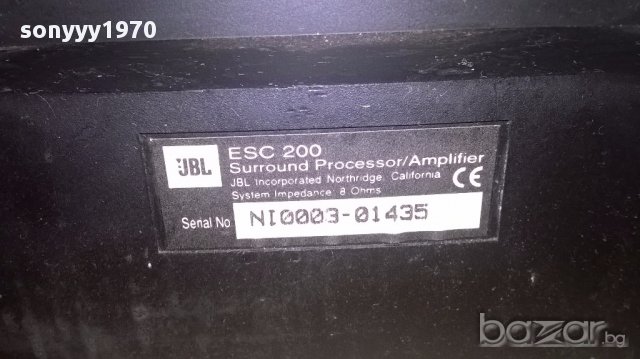 sonyyy1970
JBL
ESC 200
Surround Processor/Amplifier
JBL Incorporated Northridge, California
System Impedance: 8 Ohms
CE
Serial No. NI0003-01435
bazar.bg